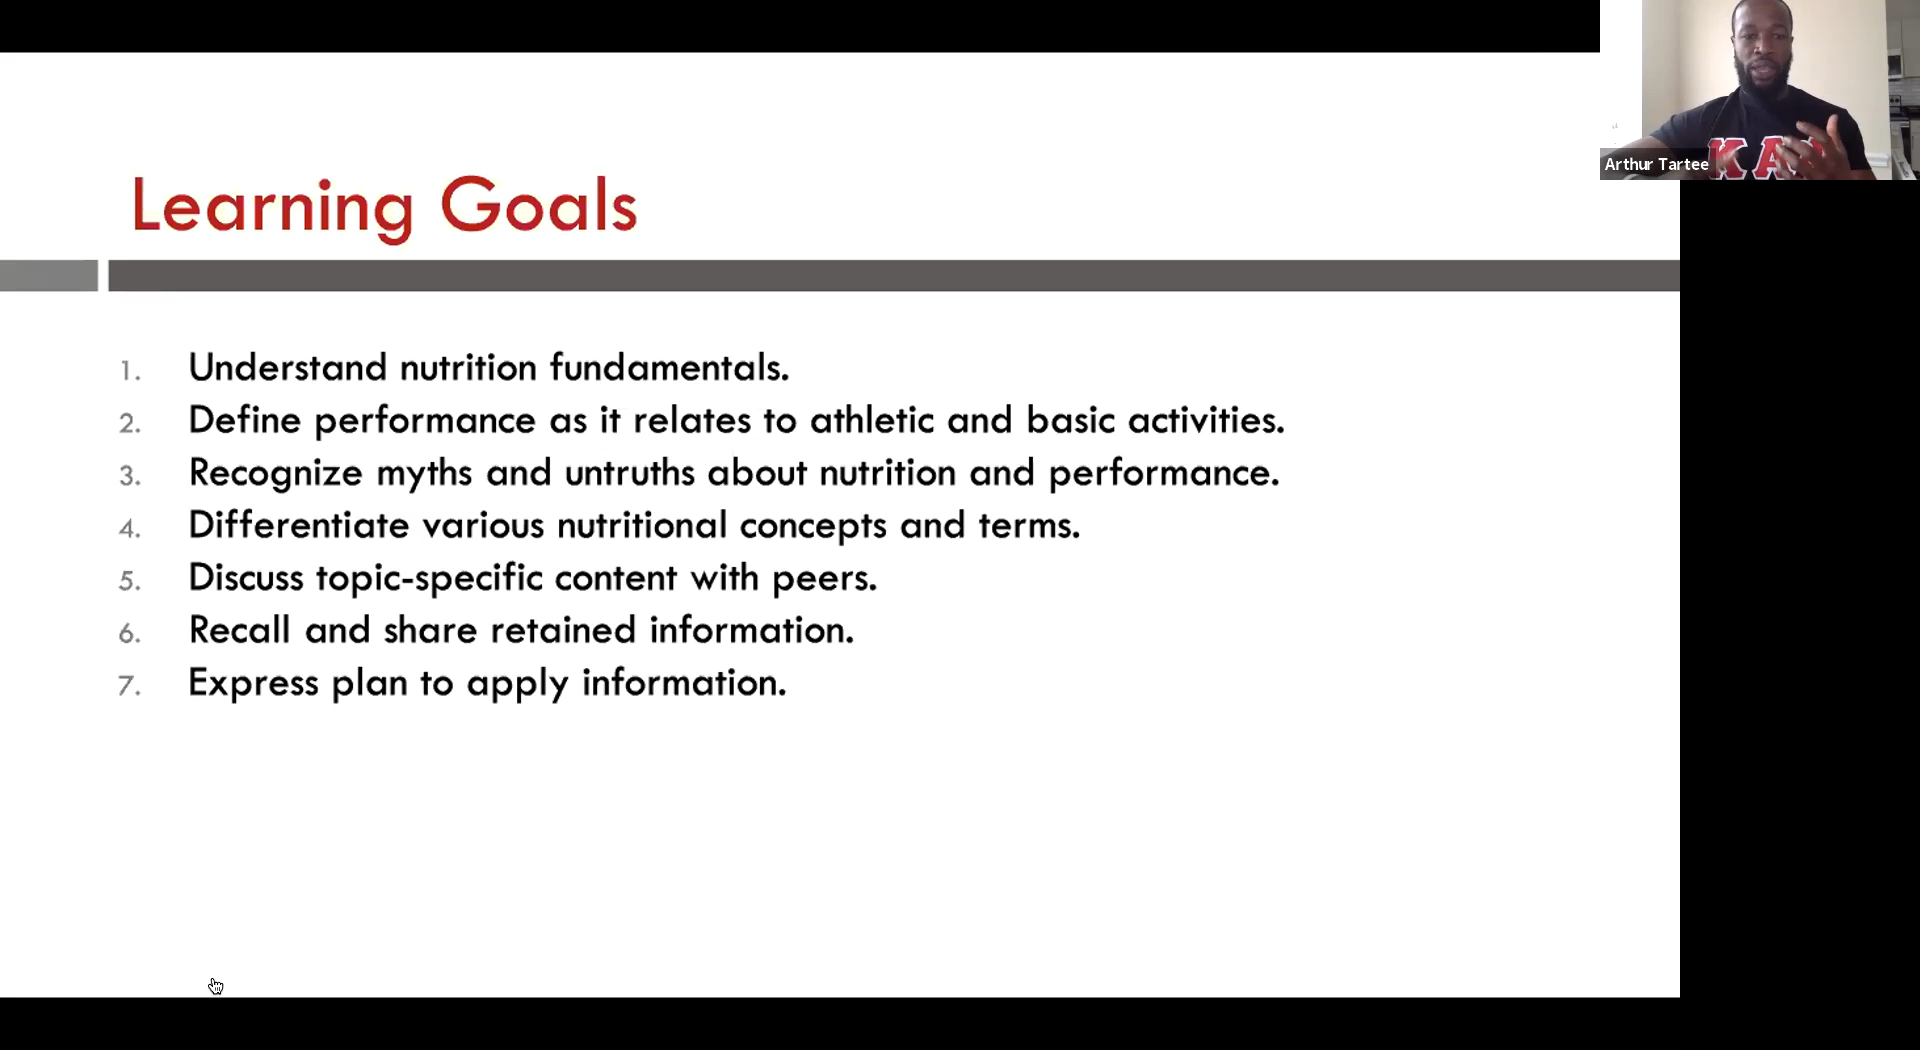 Learning Goals
1. Understand nutrition fundamentals.
2. Define performance as it relates to athletic and basic activities.
3. Recognize myths and untruths about nutrition and performance.
4. Differentiate various nutritional concepts and terms.
5. Discuss topic-specific content with peers.
6. Recall and share retained information.
7. Express plan to apply information.
Arthur Tartee
KA